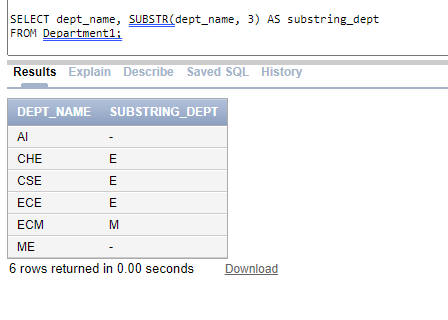 SELECT dept_name, SUBSTR(dept_name, 3) AS substring_dept
FROM Department1;
Results Explain Describe Saved SQL History
DEPT_NAME SUBSTRING_DEPT
AI -
CHE E
CSE E
ECE E
ECM M
ME -
6 rows returned in 0.00 seconds Download